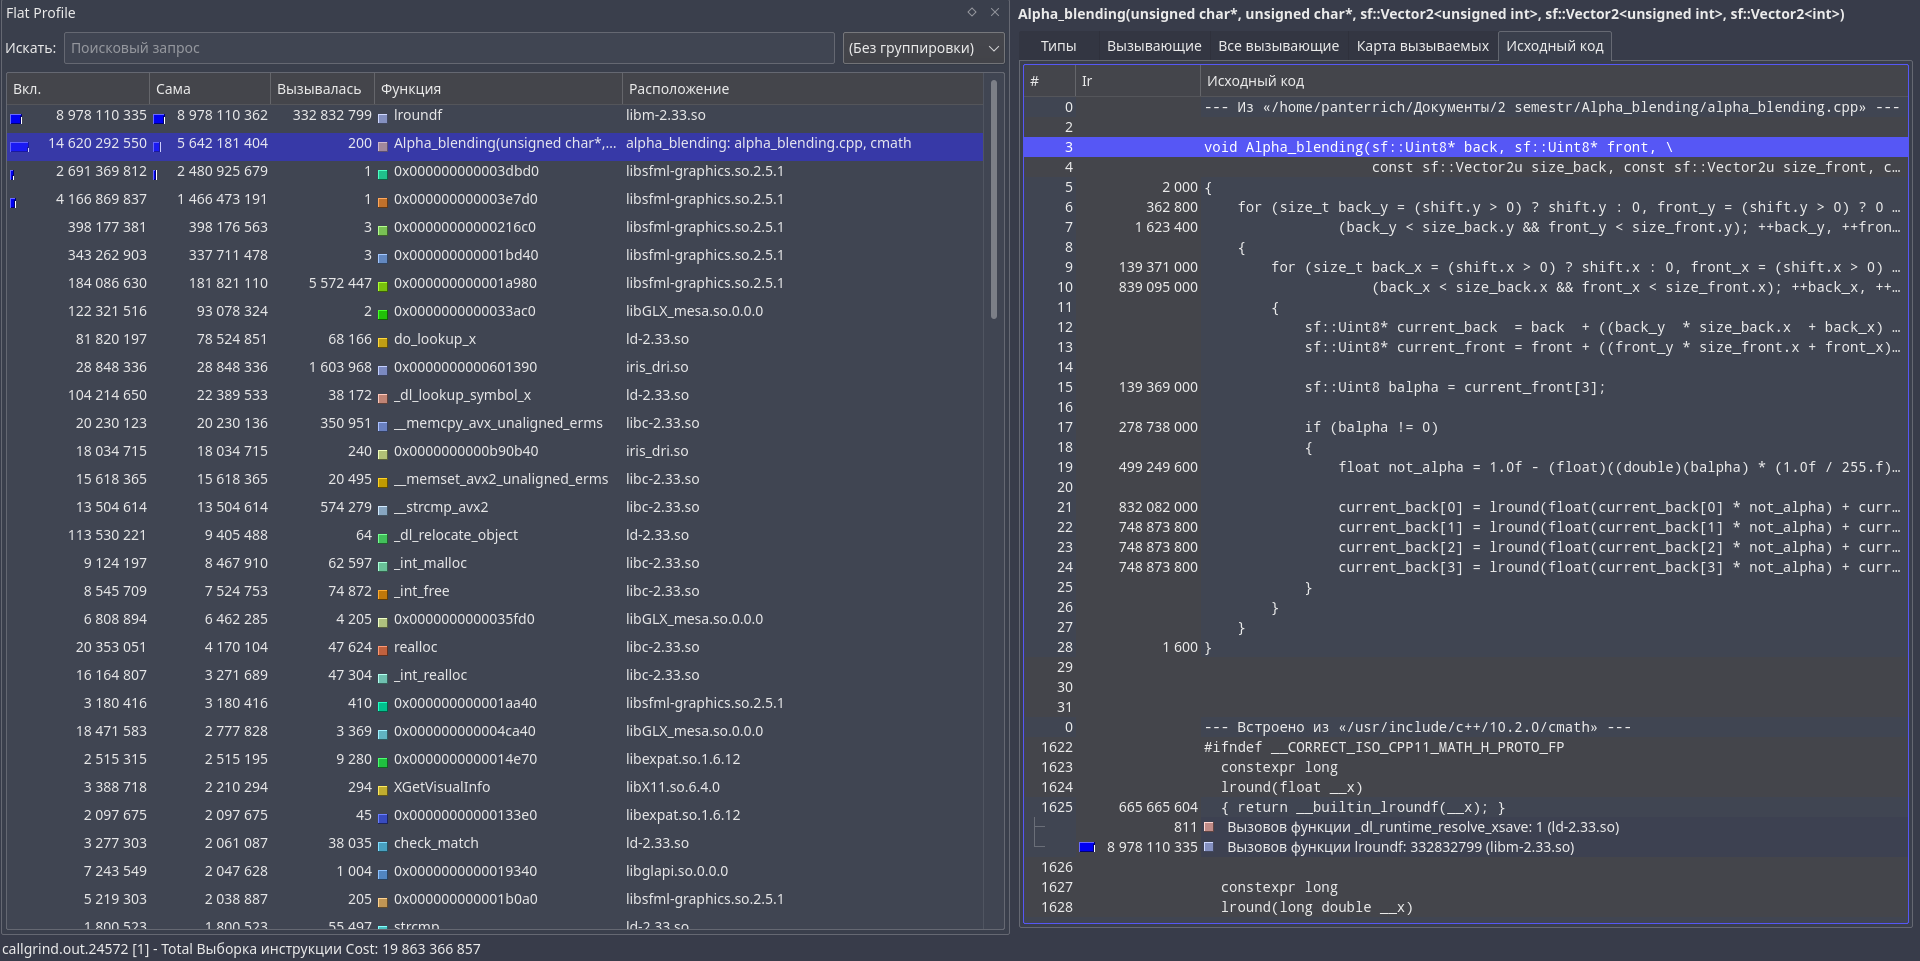 Flat Profile
Искать: Поисковый запрос (Без группировки)
Вкл. Сама Вызывалась Функция Расположение
8 978 110 335 8 978 110 362 332 832 799 lroundf libm-2.33.so
14 620 292 550 5 642 181 404 200 Alpha_blending(unsigned char*,... alpha_blending: alpha_blending.cpp, cmath
2 691 369 812 2 480 925 679 1 0x000000000003dbd0 libsfml-graphics.so.2.5.1
4 166 869 837 1 466 473 191 1 0x000000000003e7d0 libsfml-graphics.so.2.5.1
398 177 381 398 176 563 3 0x00000000000216c0 libsfml-graphics.so.2.5.1
343 262 903 337 711 478 3 0x000000000001bd40 libsfml-graphics.so.2.5.1
184 086 630 181 821 110 5 572 447 0x000000000001a980 libsfml-graphics.so.2.5.1
122 321 516 93 078 324 2 0x0000000000033ac0 libGLX_mesa.so.0.0.0
81 820 197 78 524 851 68 166 do_lookup_x ld-2.33.so
28 848 336 28 848 336 1 603 968 0x0000000000601390 iris_dri.so
104 214 650 22 389 533 38 172 _dl_lookup_symbol_x ld-2.33.so
20 230 123 20 230 136 350 951 __memcpy_avx_unaligned_erms libc-2.33.so
18 034 715 18 034 715 240 0x0000000000b90b40 iris_dri.so
15 618 365 15 618 365 20 495 __memset_avx2_unaligned_erms libc-2.33.so
13 504 614 13 504 614 574 279 __strcmp_avx2 libc-2.33.so
113 530 221 9 405 488 64 _dl_relocate_object ld-2.33.so
9 124 197 8 467 910 62 597 _int_malloc libc-2.33.so
8 545 709 7 524 753 74 872 _int_free libc-2.33.so
6 808 894 6 462 285 4 205 0x0000000000035fd0 libGLX_mesa.so.0.0.0
20 353 051 4 170 104 47 624 realloc libc-2.33.so
16 164 807 3 271 689 47 304 _int_realloc libc-2.33.so
3 180 416 3 180 416 410 0x000000000001aa40 libsfml-graphics.so.2.5.1
18 471 583 2 777 828 3 369 0x000000000004ca40 libGLX_mesa.so.0.0.0
2 515 315 2 515 195 9 280 0x0000000000014e70 libexpat.so.1.6.12
3 388 718 2 210 294 294 XGetVisualInfo libX11.so.6.4.0
2 097 675 2 097 675 45 0x00000000000133e0 libexpat.so.1.6.12
3 277 303 2 061 087 38 035 check_match ld-2.33.so
7 243 549 2 047 628 1 004 0x0000000000019340 libglapi.so.0.0.0
5 219 303 2 038 887 205 0x000000000001b0a0 libsfml-graphics.so.2.5.1
1 800 523 1 800 523 55 497 strcmp ld-2.33.so
callgrind.out.24572 [1] - Total Выборка инструкции Cost: 19 863 366 857
Alpha_blending(unsigned char*, unsigned char*, sf::Vector2<unsigned int>, sf::Vector2<unsigned int>, sf::Vector2<int>)
Типы Вызывающие Все вызывающие Карта вызываемых Исходный код
# Ir Исходный код
0 --- Из «/home/panterrich/Документы/2 semestr/Alpha_blending/alpha_blending.cpp» ---
2
3 void Alpha_blending(sf::Uint8* back, sf::Uint8* front, \
4 const sf::Vector2u size_back, const sf::Vector2u size_front, c...
5 2 000 {
6 362 800 for (size_t back_y = (shift.y > 0) ? shift.y : 0, front_y = (shift.y > 0) ? 0 ...
7 1 623 400 (back_y < size_back.y && front_y < size_front.y); ++back_y, ++fron...
8 {
9 139 371 000 for (size_t back_x = (shift.x > 0) ? shift.x : 0, front_x = (shift.x > 0) ...
10 839 095 000 (back_x < size_back.x && front_x < size_front.x); ++back_x, ++...
11 {
12 sf::Uint8* current_back = back + ((back_y * size_back.x + back_x) ...
13 sf::Uint8* current_front = front + ((front_y * size_front.x + front_x)...
14
15 139 369 000 sf::Uint8 balpha = current_front[3];
16
17 278 738 000 if (balpha != 0)
18 {
19 499 249 600 float not_alpha = 1.0f - (float)((double)(balpha) * (1.0f / 255.f)...
20
21 832 082 000 current_back[0] = lround(float(current_back[0] * not_alpha) + curr...
22 748 873 800 current_back[1] = lround(float(current_back[1] * not_alpha) + curr...
23 748 873 800 current_back[2] = lround(float(current_back[2] * not_alpha) + curr...
24 748 873 800 current_back[3] = lround(float(current_back[3] * not_alpha) + curr...
25 }
26 }
27 }
28 1 600 }
29
30
31
0 --- Встроено из «/usr/include/c++/10.2.0/cmath» ---
1622 #ifndef __CORRECT_ISO_CPP11_MATH_H_PROTO_FP
1623 constexpr long
1624 lround(float __x)
1625 665 665 604 { return __builtin_lroundf(__x); }
811 Вызовов функции _dl_runtime_resolve_xsave: 1 (ld-2.33.so)
8 978 110 335 Вызовов функции lroundf: 332832799 (libm-2.33.so)
1626
1627 constexpr long
1628 lround(long double __x)